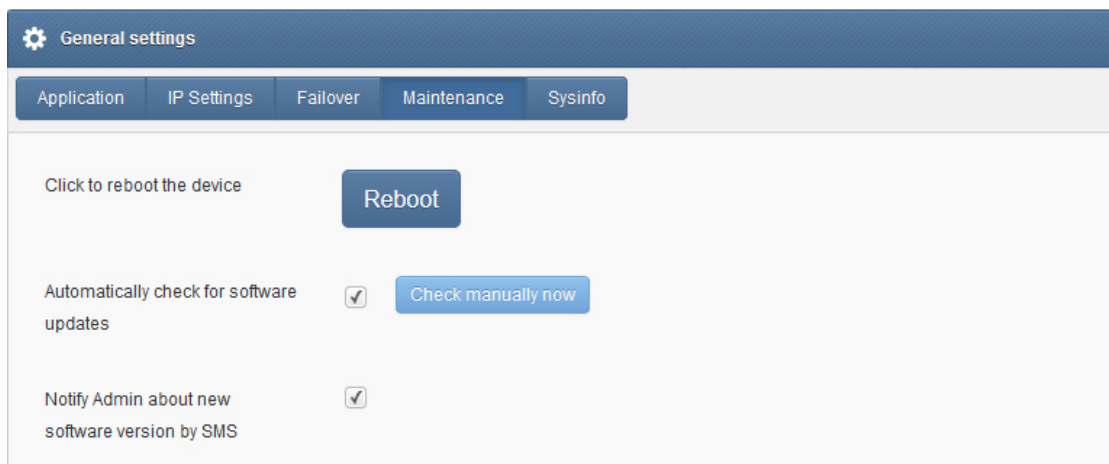 General settings
Application IP Settings Failover Maintenance Sysinfo
Click to reboot the device
Reboot
Automatically check for software
updates
Check manually now
Notify Admin about new
software version by SMS